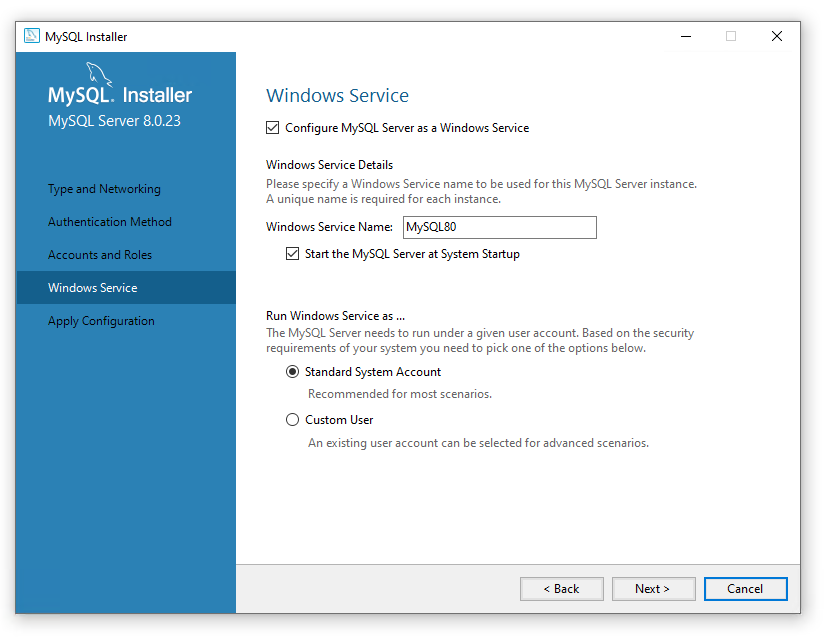 MySQL Installer
MySQL. Installer
MySQL Server 8.0.23
Type and Networking
Authentication Method
Accounts and Roles
Windows Service
Apply Configuration
Windows Service
Configure MySQL Server as a Windows Service
Windows Service Details
Please specify a Windows Service name to be used for this MySQL Server instance.
A unique name is required for each instance.
Windows Service Name: MySQL80
Start the MySQL Server at System Startup
Run Windows Service as ...
The MySQL Server needs to run under a given user account. Based on the security
requirements of your system you need to pick one of the options below.
Standard System Account
Recommended for most scenarios.
Custom User
An existing user account can be selected for advanced scenarios.
< Back Next > Cancel